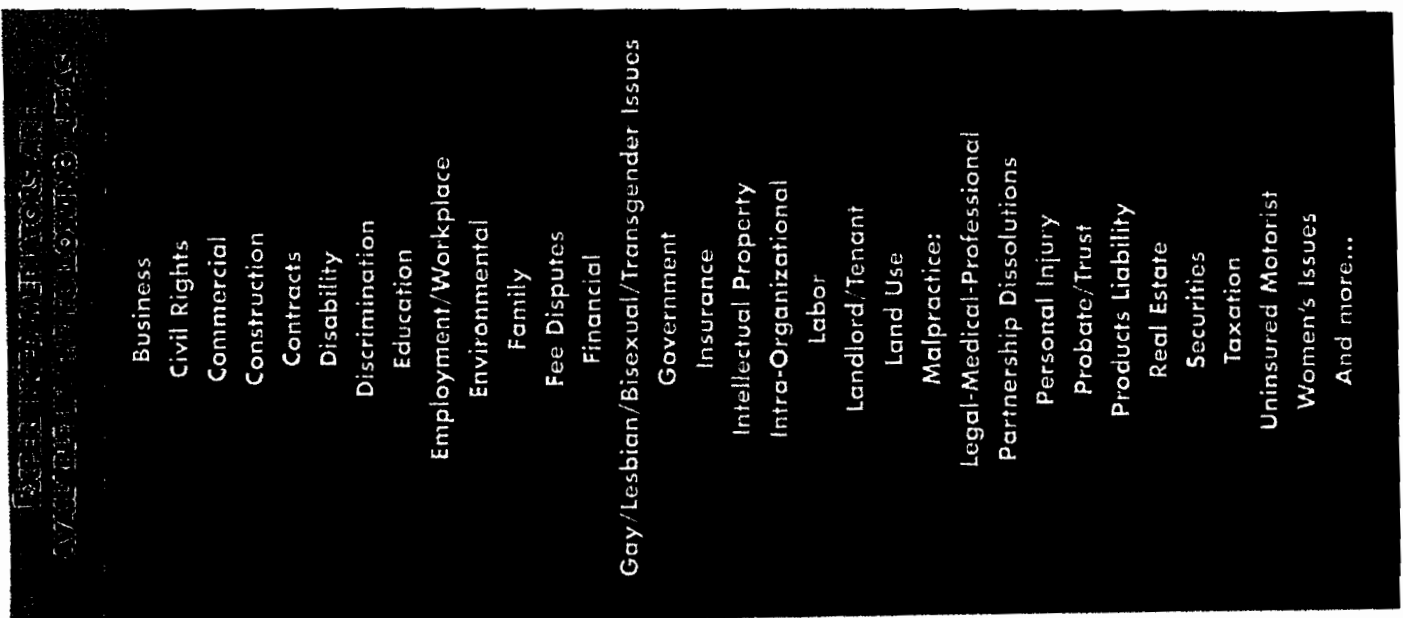 Business
Civil Rights
Commercial
Construction
Contracts
Disability
Discrimination
Education
Employment/Workplace
Environmental
Family
Fee Disputes
Financial
Gay/Lesbian/Bisexual/Transgender Issues
Government
Insurance
Intellectual Property
Intra-Organizational
Labor
Landlord/Tenant
Land Use
Malpractice:
Legal-Medical-Professional
Partnership Dissolutions
Personal Injury
Probate/Trust
Products Liability
Real Estate
Securities
Taxation
Uninsured Motorist
Women's Issues
And more...